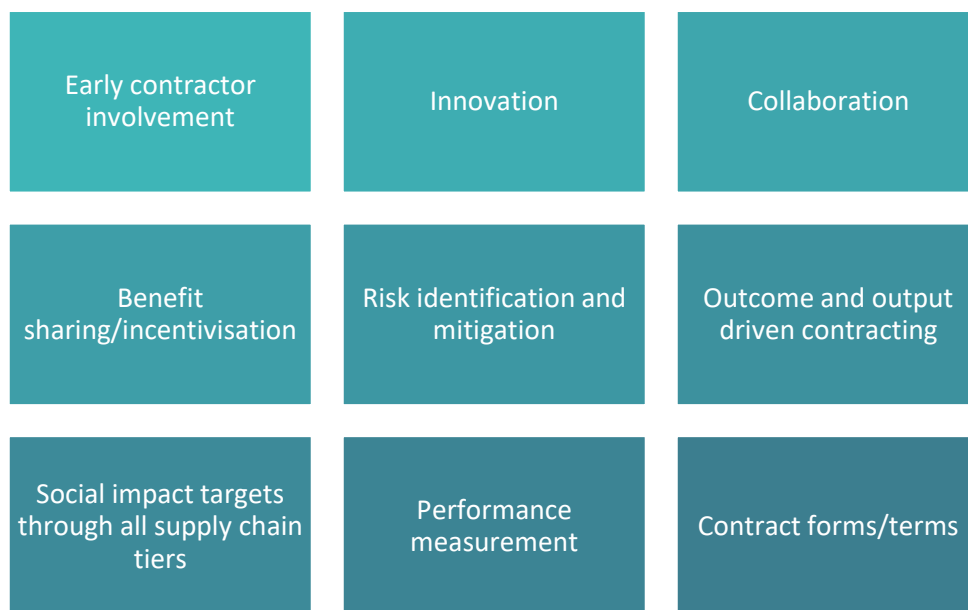 Early contractor
involvement
Innovation
Collaboration
Benefit
sharing/incentivisation
Risk identification and
mitigation
Outcome and output
driven contracting
Social impact targets
through all supply chain
tiers
Performance
measurement
Contract forms/terms